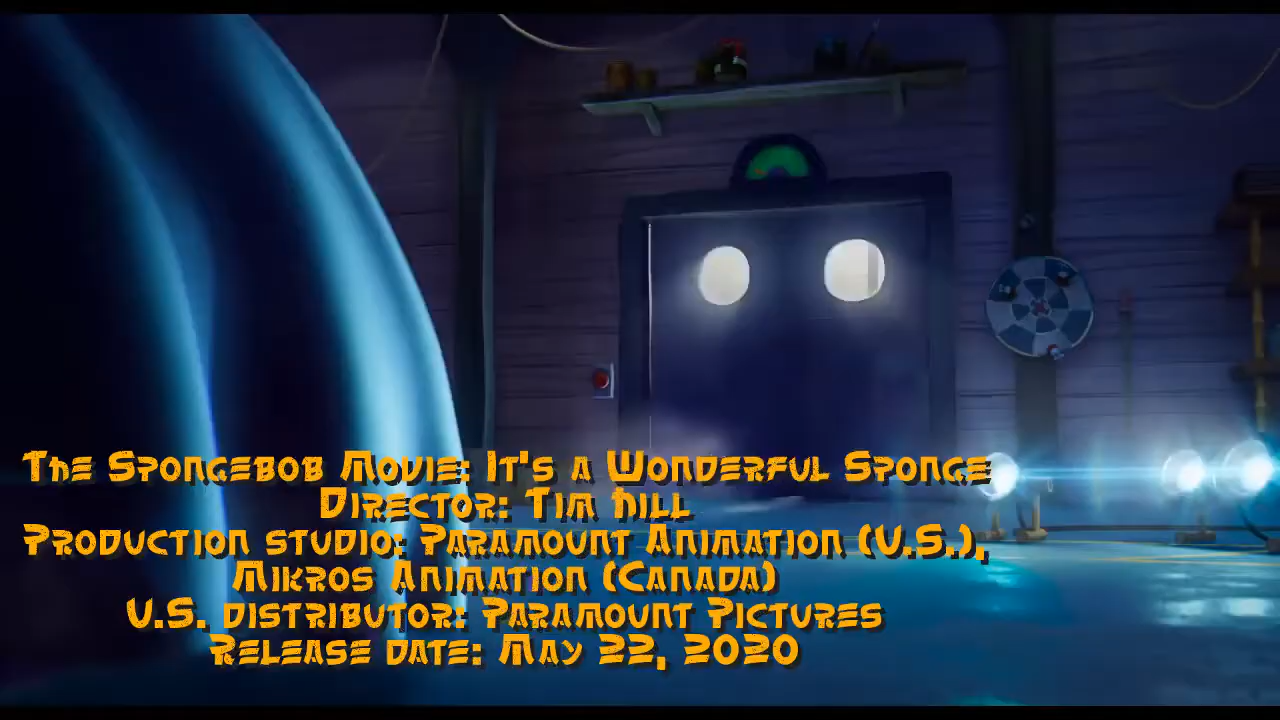 The Spongebob Movie: It's a Wonderful Sponge
Director: Tim Hill
Production studio: Paramount Animation (U.S.),
Mikros Animation (Canada)
U.S. distributor: Paramount Pictures
Release date: May 22, 2020